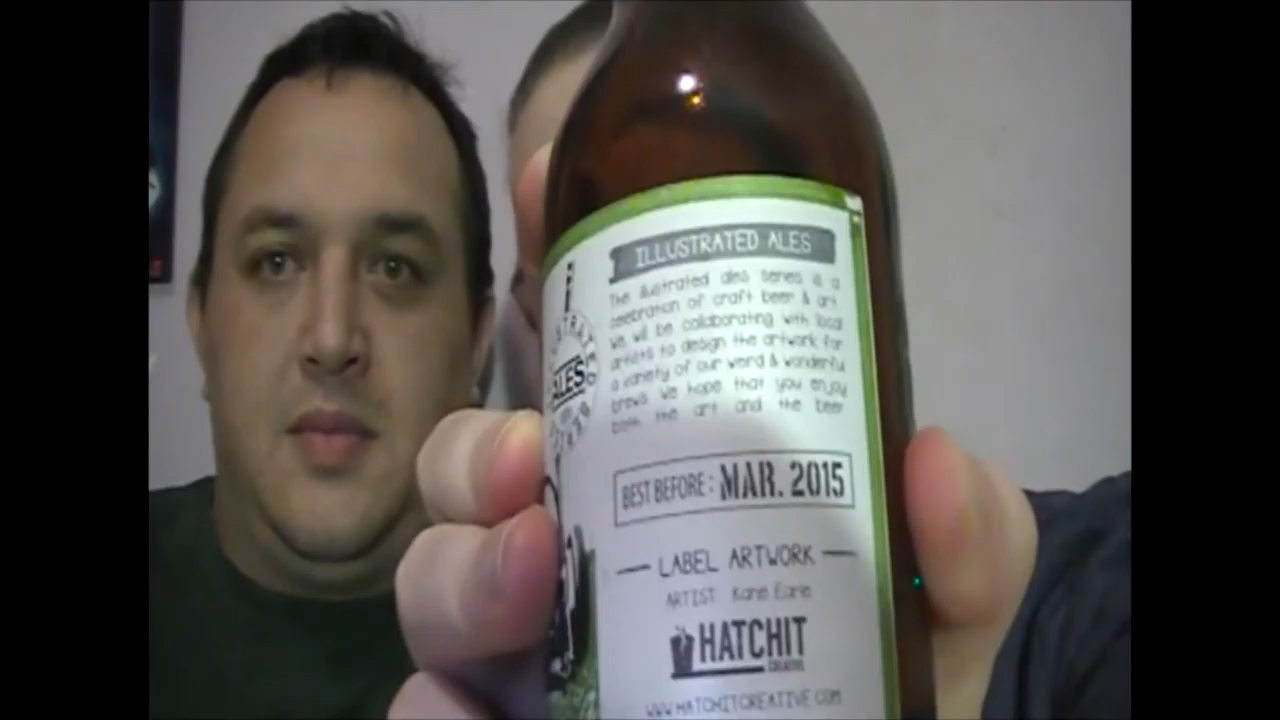 ILLUSTRATED ALES
The illustrated ales series is a
celebration of craft beer & art.
We will be collaborating with local
artists to design the artwork for
a variety of our weird & wonderful
brews. We hope that you enjoy
both the art and the beer
ALES
BEST BEFORE: MAR. 2015
LABEL ARTWORK
ARTIST: Kane Earle
HATCHIT
CREATIVE
WWW.HATCHITCREATIVE.COM